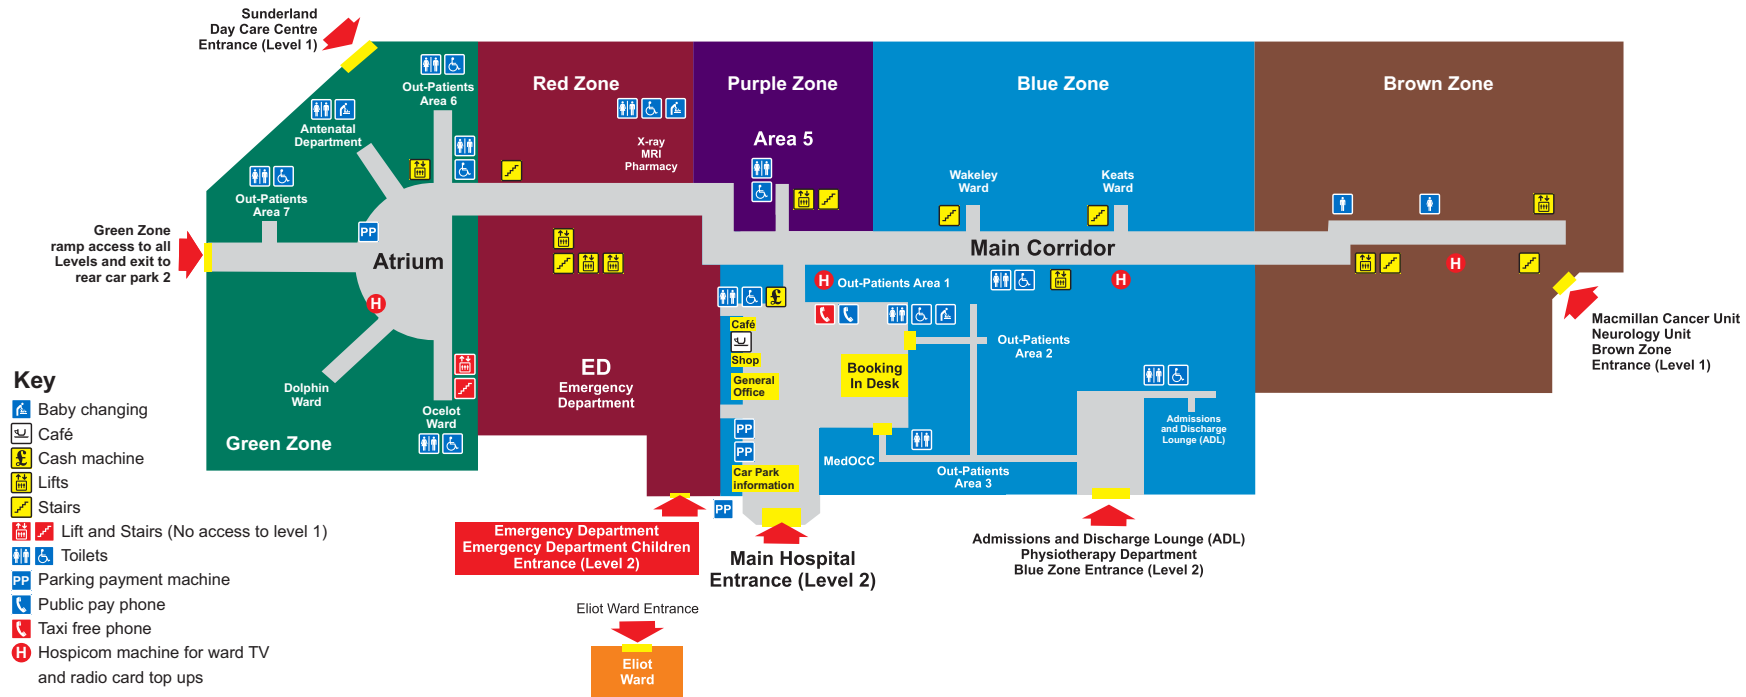 Sunderland
Day Care Centre
Entrance (Level 1)
Green Zone
ramp access to all
Levels and exit to
rear car park 2
Out-Patients
Area 6
Antenatal
Department
Out-Patients
Area 7
PP
Atrium
H
Dolphin
Ward
Ocelot
Ward
Green Zone
Red Zone
X-ray
MRI
Pharmacy
ED
Emergency
Department
Purple Zone
Area 5
Blue Zone
Wakeley
Ward
Keats
Ward
Main Corridor
H
Out-Patients Area 1
H
£
Café
Shop
General
Office
Booking
In Desk
Out-Patients
Area 2
PP
PP
Car Park
information
PP
MedOCC
Out-Patients
Area 3
Admissions
and Discharge
Lounge (ADL)
Brown Zone
H
Macmillan Cancer Unit
Neurology Unit
Brown Zone
Entrance (Level 1)
Emergency Department
Emergency Department Children
Entrance (Level 2)
Main Hospital
Entrance (Level 2)
Admissions and Discharge Lounge (ADL)
Physiotherapy Department
Blue Zone Entrance (Level 2)
Eliot Ward Entrance
Eliot
Ward
Key
Baby changing
Café
£ Cash machine
Lifts
Stairs
Lift and Stairs (No access to level 1)
Toilets
PP Parking payment machine
Public pay phone
Taxi free phone
H Hospicom machine for ward TV
and radio card top ups